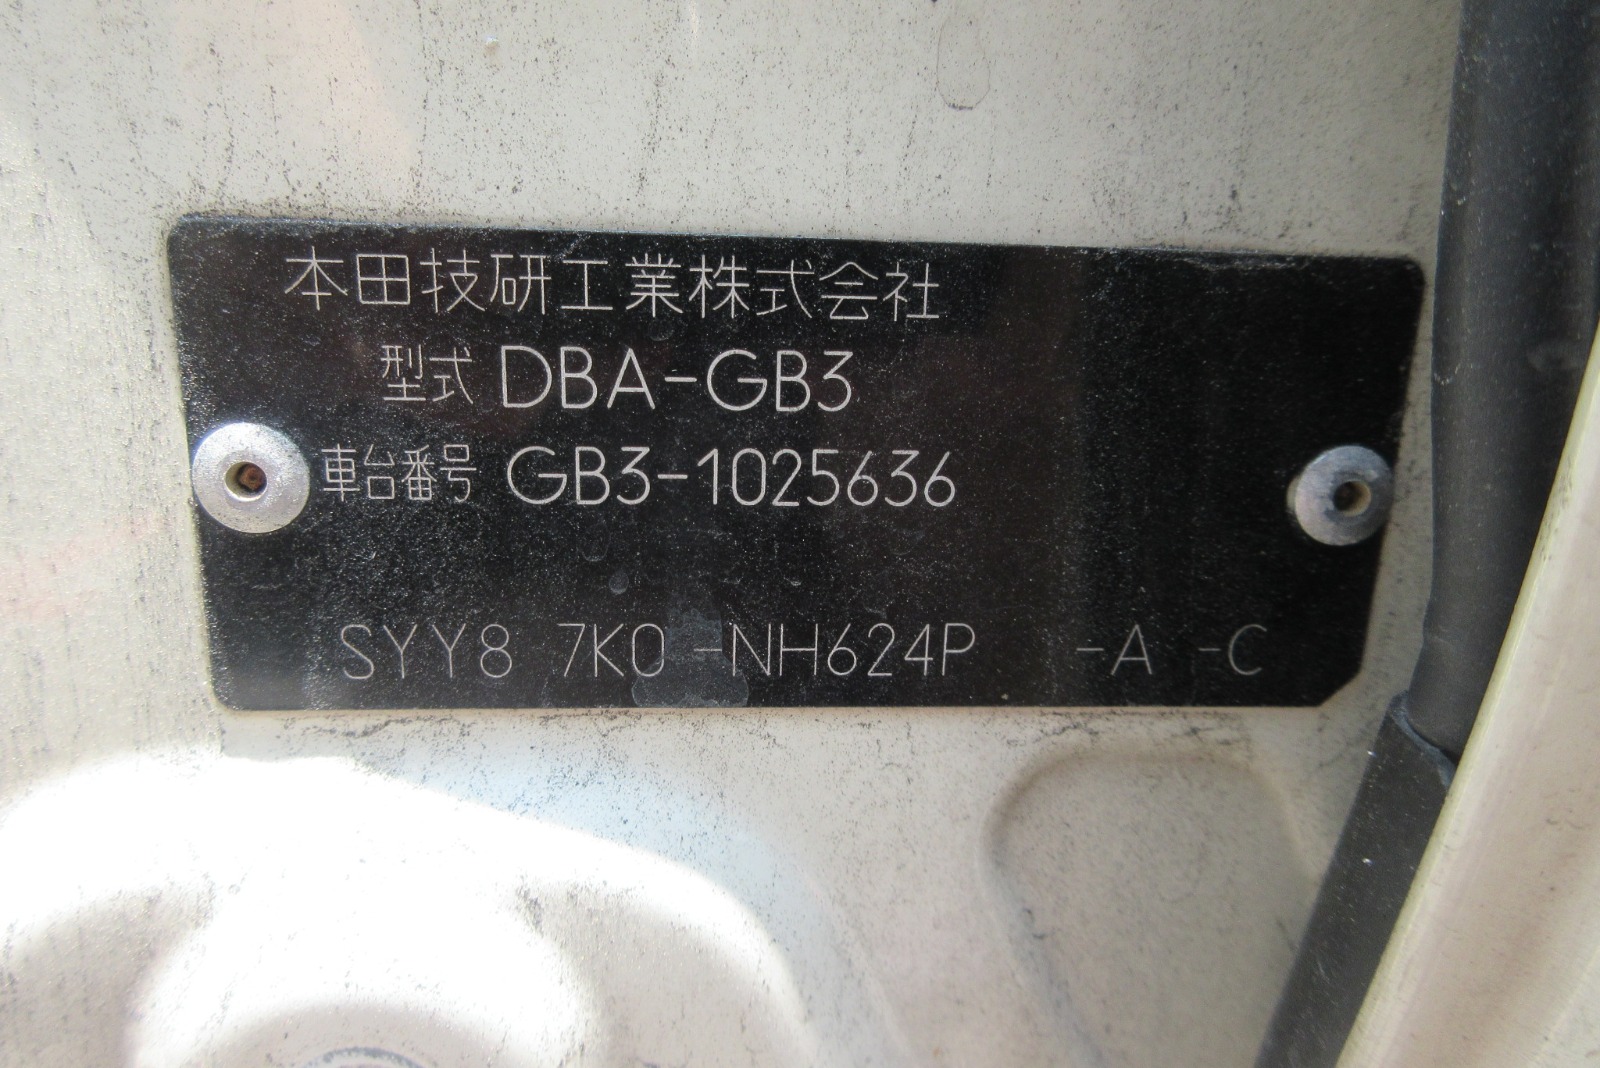 本田技研工業株式会社
型式 DBA-GB3
車台番号 GB3-1025636
SYY8 7K0 -NH624P -A -C